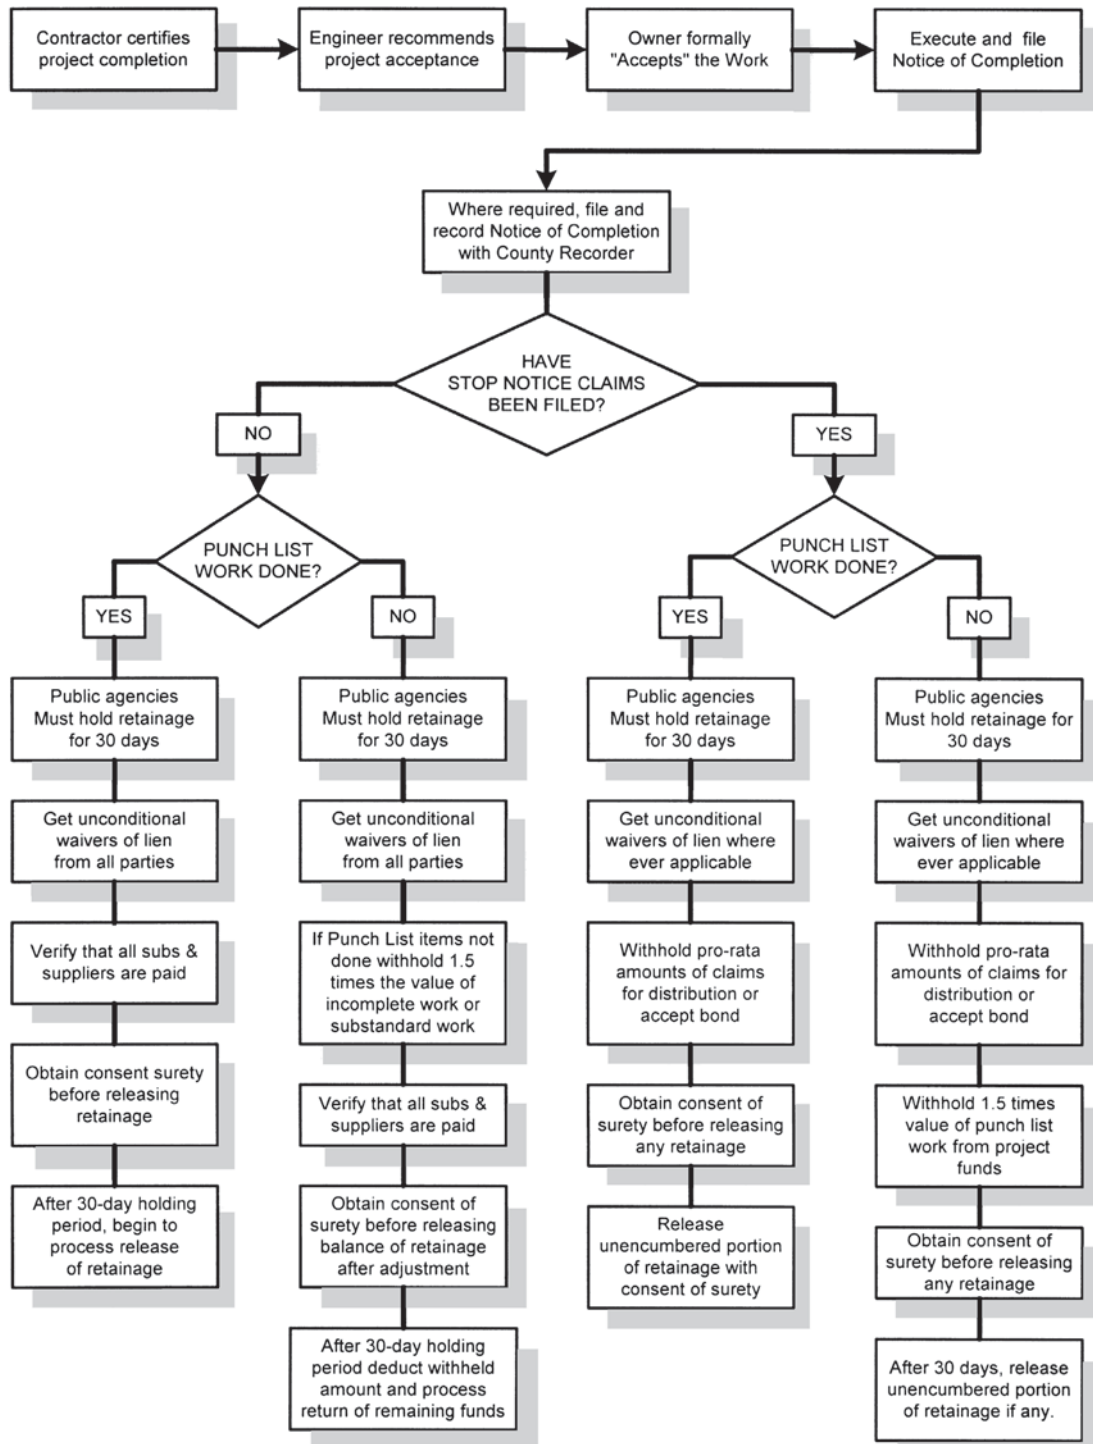 Contractor certifies
project completion
Engineer recommends
project acceptance
Owner formally
"Accepts" the Work
Execute and file
Notice of Completion
Where required, file and
record Notice of Completion
with County Recorder
HAVE
STOP NOTICE CLAIMS
BEEN FILED?
NO
YES
PUNCH LIST
WORK DONE?
YES
NO
Public agencies
Must hold retainage
for 30 days
Get unconditional
waivers of lien
from all parties
Verify that all subs &
suppliers are paid
Obtain consent surety
before releasing
retainage
After 30-day holding
period, begin to
process release
of retainage
Public agencies
Must hold retainage
for 30 days
Get unconditional
waivers of lien
from all parties
If Punch List items not
done withhold 1.5
times the value of
incomplete work or
substandard work
Verify that all subs &
suppliers are paid
Obtain consent of
surety before releasing
balance of retainage
after adjustment
After 30-day holding
period deduct withheld
amount and process
return of remaining funds
PUNCH LIST
WORK DONE?
YES
NO
Public agencies
Must hold retainage
for 30 days
Get unconditional
waivers of lien where
ever applicable
Withhold pro-rata
amounts of claims
for distribution or
accept bond
Obtain consent of
surety before releasing
any retainage
Release
unencumbered portion
of retainage with
consent of surety
Public agencies
Must hold retainage for
30 days
Get unconditional
waivers of lien where
ever applicable
Withhold pro-rata
amounts of claims for
distribution or
accept bond
Withhold 1.5 times
value of punch list
work from project
funds
Obtain consent of
surety before releasing
any retainage
After 30 days, release
unencumbered portion
of retainage if any.